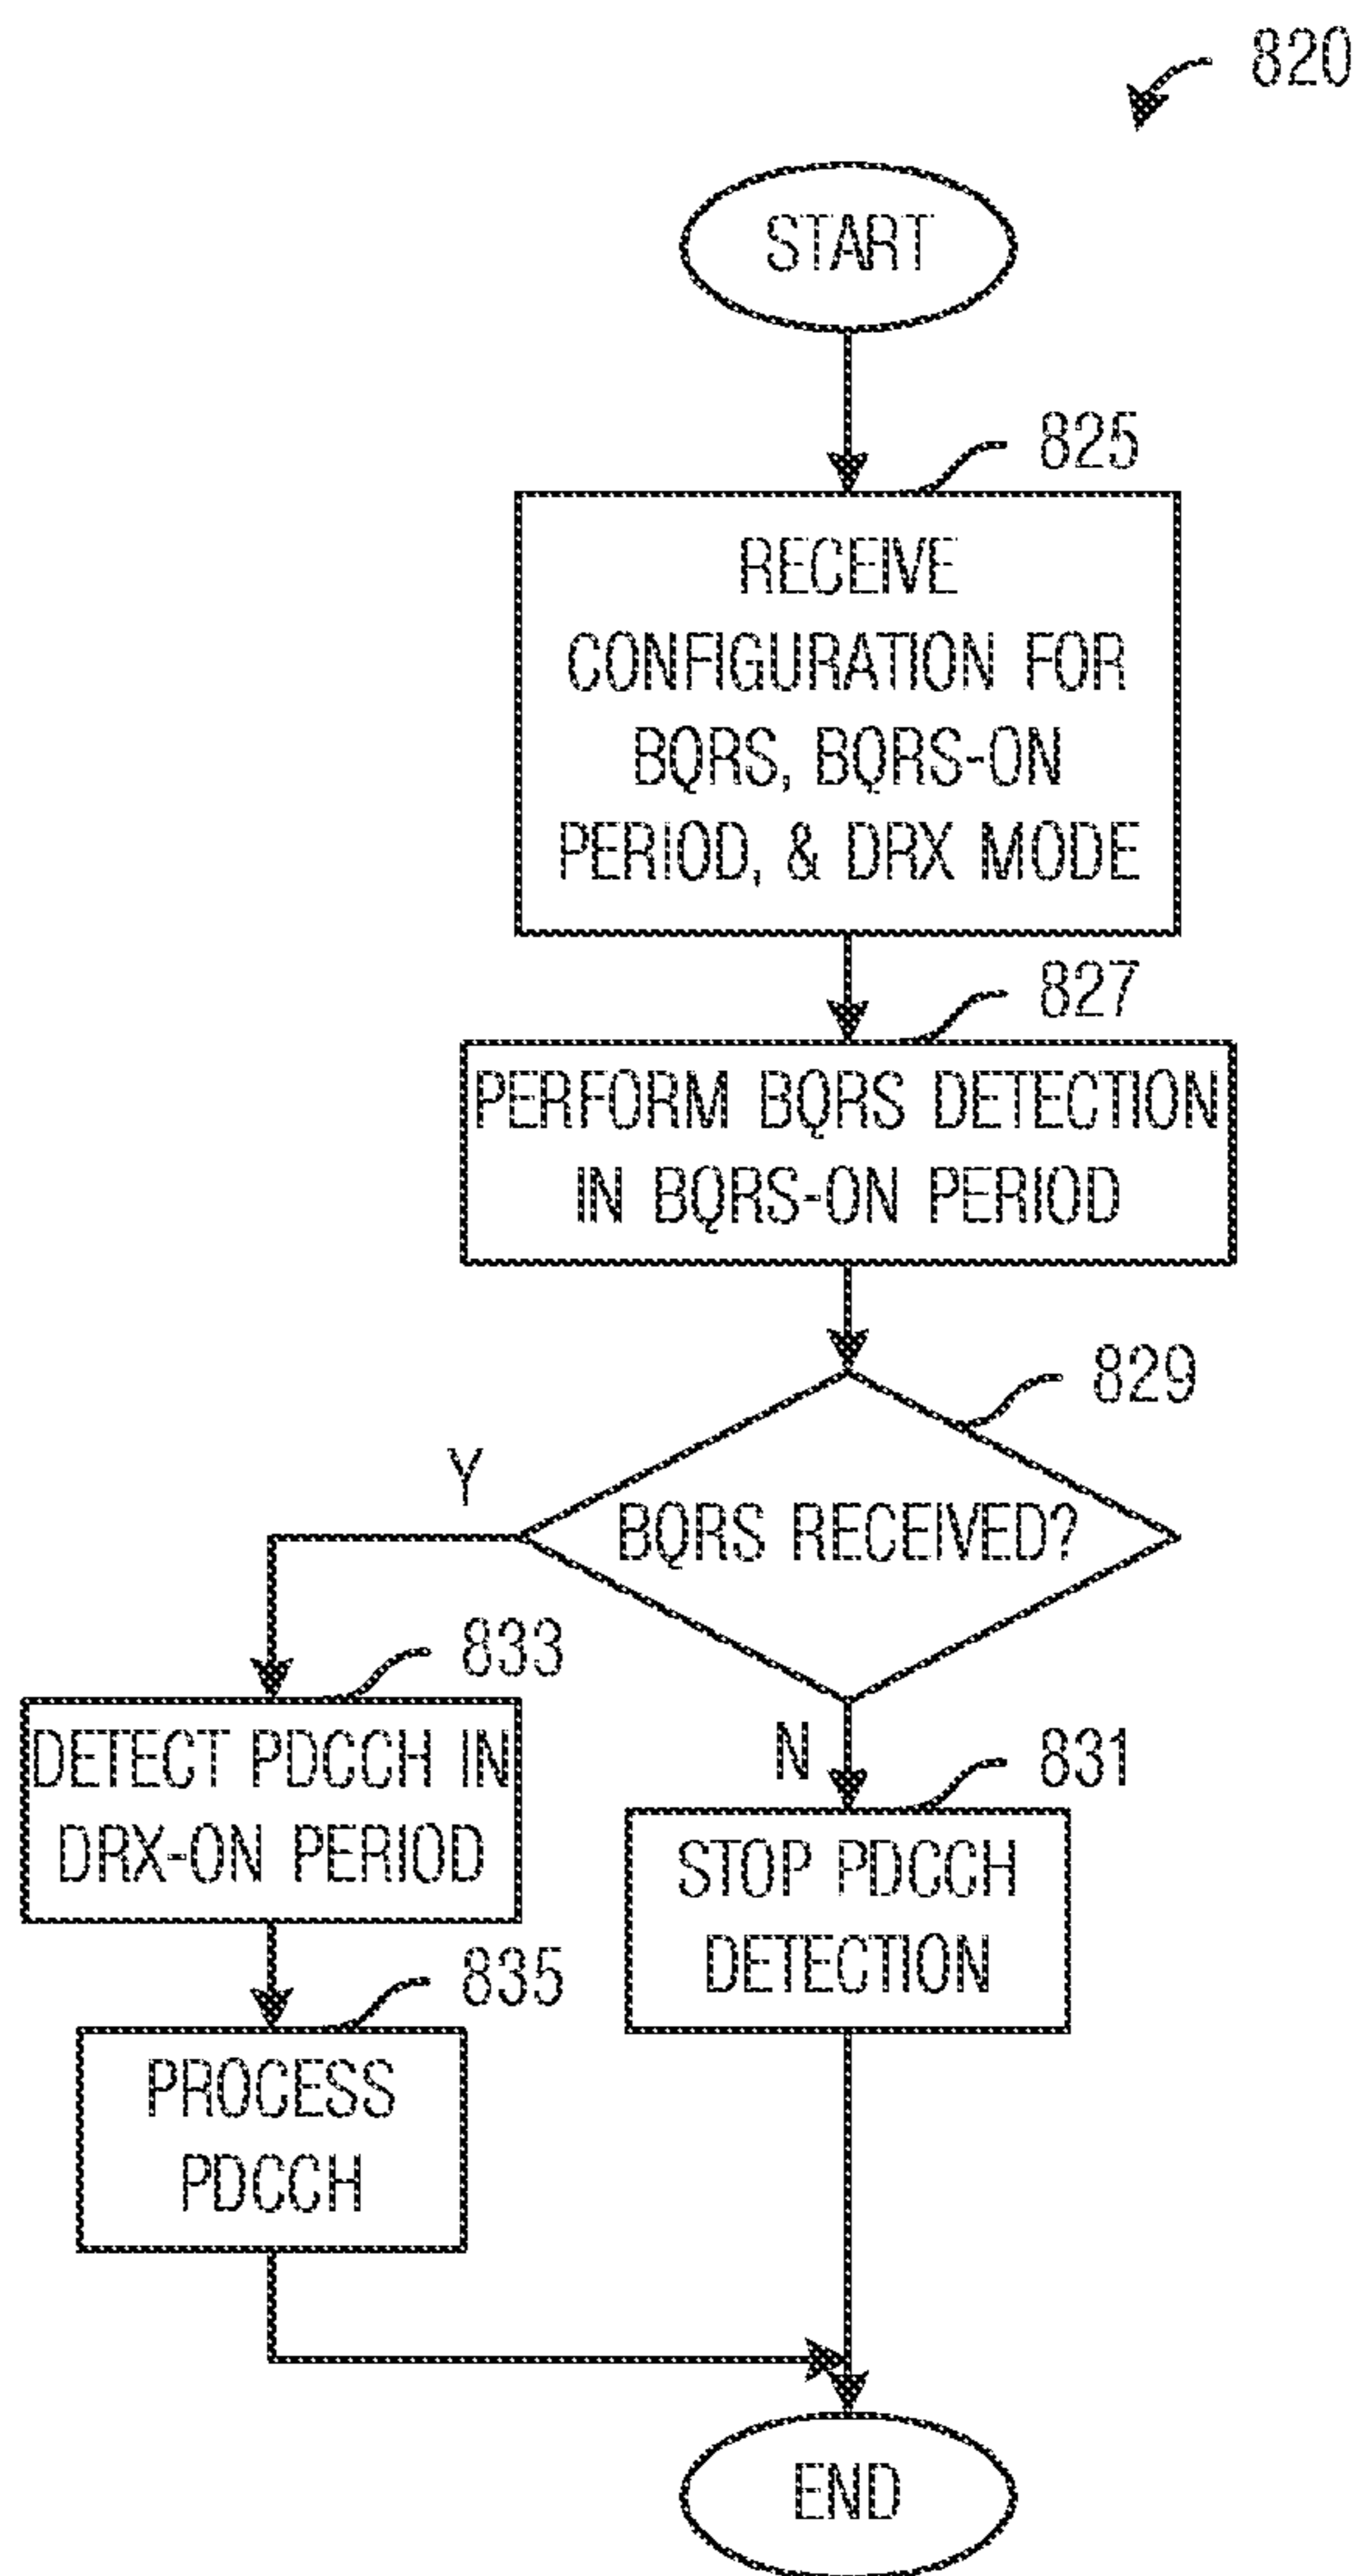 820
START
825
RECEIVE
CONFIGURATION FOR
BQRS, BQRS-ON
PERIOD, & DRX MODE
827
PERFORM BQRS DETECTION
IN BQRS-ON PERIOD
829
BQRS RECEIVED?
Y
N
833
DETECT PDCCH IN
DRX-ON PERIOD
831
STOP PDCCH
DETECTION
835
PROCESS
PDCCH
END